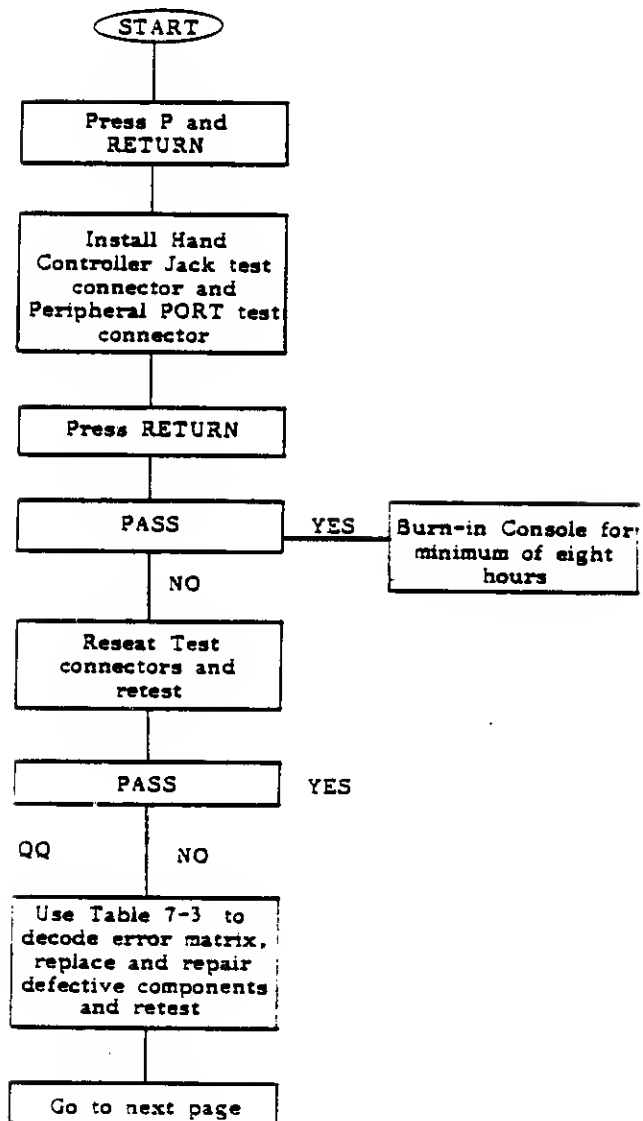 START
Press P and
RETURN
Install Hand
Controller Jack test
connector and
Peripheral PORT test
connector
Press RETURN
PASS
YES
Burn-in Console for
minimum of eight
hours
NO
Reseat Test
connectors and
retest
PASS
YES
QQ
NO
Use Table 7-3 to
decode error matrix,
replace and repair
defective components
and retest
Go to next page